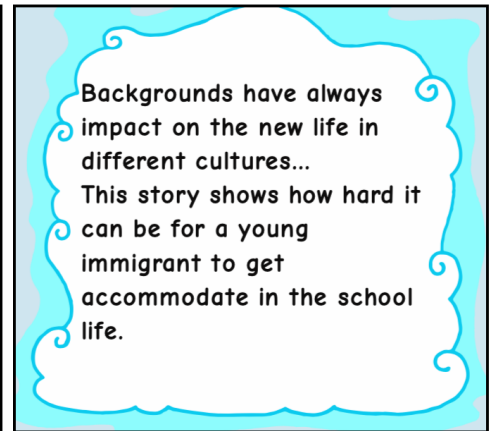 Backgrounds have always
impact on the new life in
different cultures...
This story shows how hard it
can be for a young
immigrant to get
accommodate in the school
life.